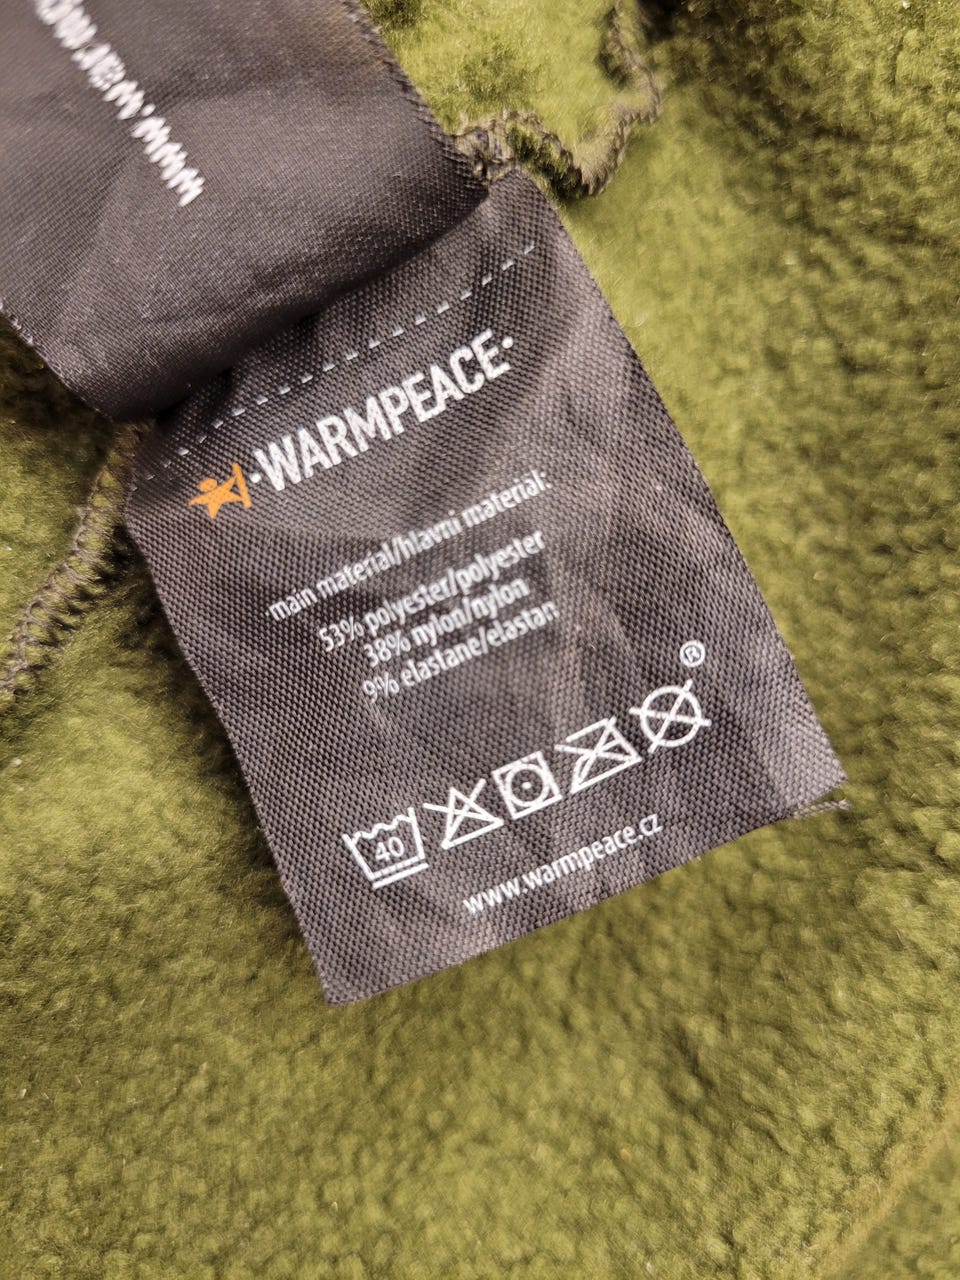 ·WARMPEACE·
main material/hlavní materiál:
53% polyester/polyester
38% nylon/nylon
9% elastane/elastan
®
40
www.warmpeace.cz